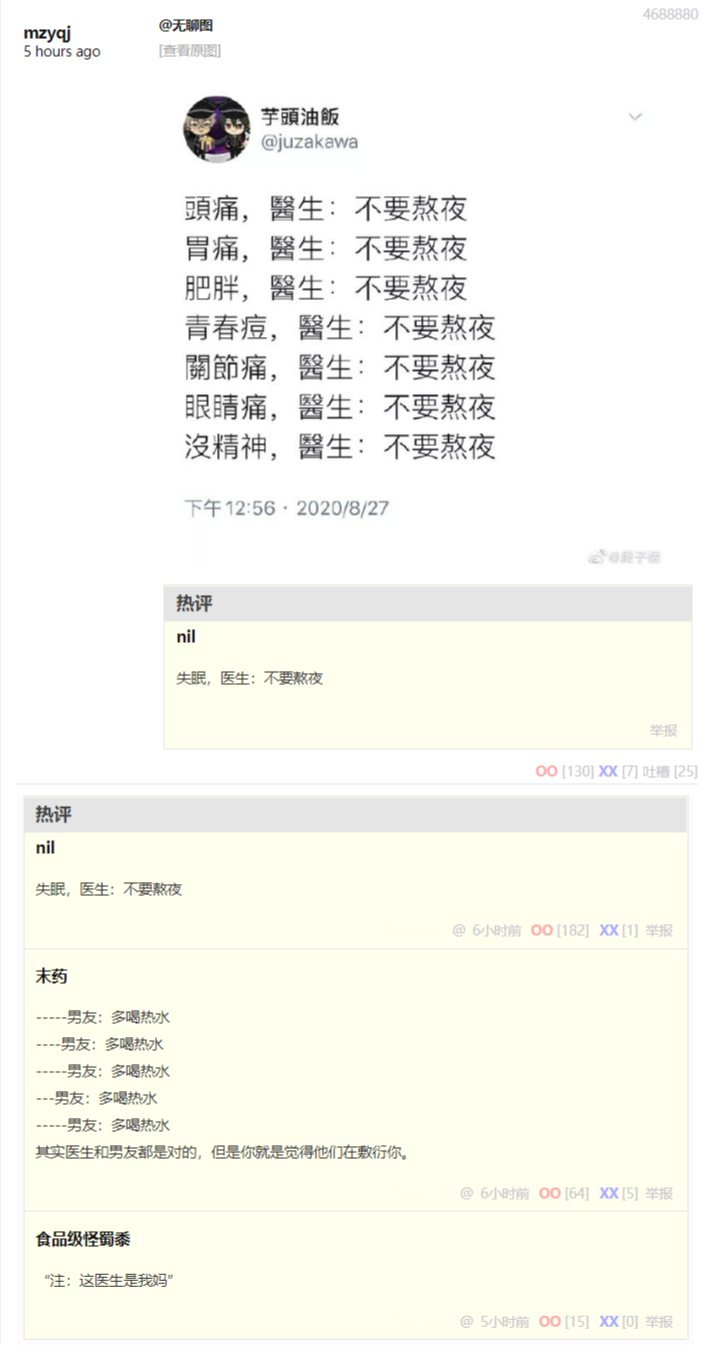 mzyqj
5 hours ago
@无聊图
[查看原图]
4688880
芋頭油飯
@juzakawa
頭痛，醫生：不要熬夜
胃痛，醫生：不要熬夜
肥胖，醫生：不要熬夜
青春痘，醫生：不要熬夜
關節痛，醫生：不要熬夜
眼睛痛，醫生：不要熬夜
沒精神，醫生：不要熬夜
下午12:56 · 2020/8/27
热评
nil
失眠，医生：不要熬夜
举报
OO [130] XX [7] 吐槽 [25]
热评
nil
失眠，医生：不要熬夜
@ 6小时前 OO [182] XX [1] 举报
末药
-----男友：多喝热水
----男友：多喝热水
-----男友：多喝热水
---男友：多喝热水
-----男友：多喝热水
其实医生和男友都是对的，但是你就是觉得他们在敷衍你。
@ 6小时前 OO [64] XX [5] 举报
食品级怪蜀黍
“注：这医生是我妈”
@ 5小时前 OO [15] XX [0] 举报